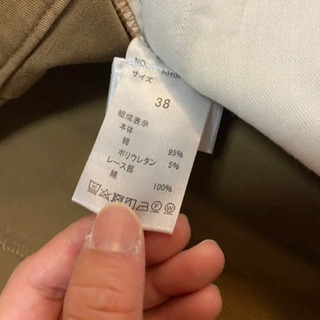 サイズ
38
組成表示
本体
綿 95%
ポリウレタン 5%
レース部
綿 100%